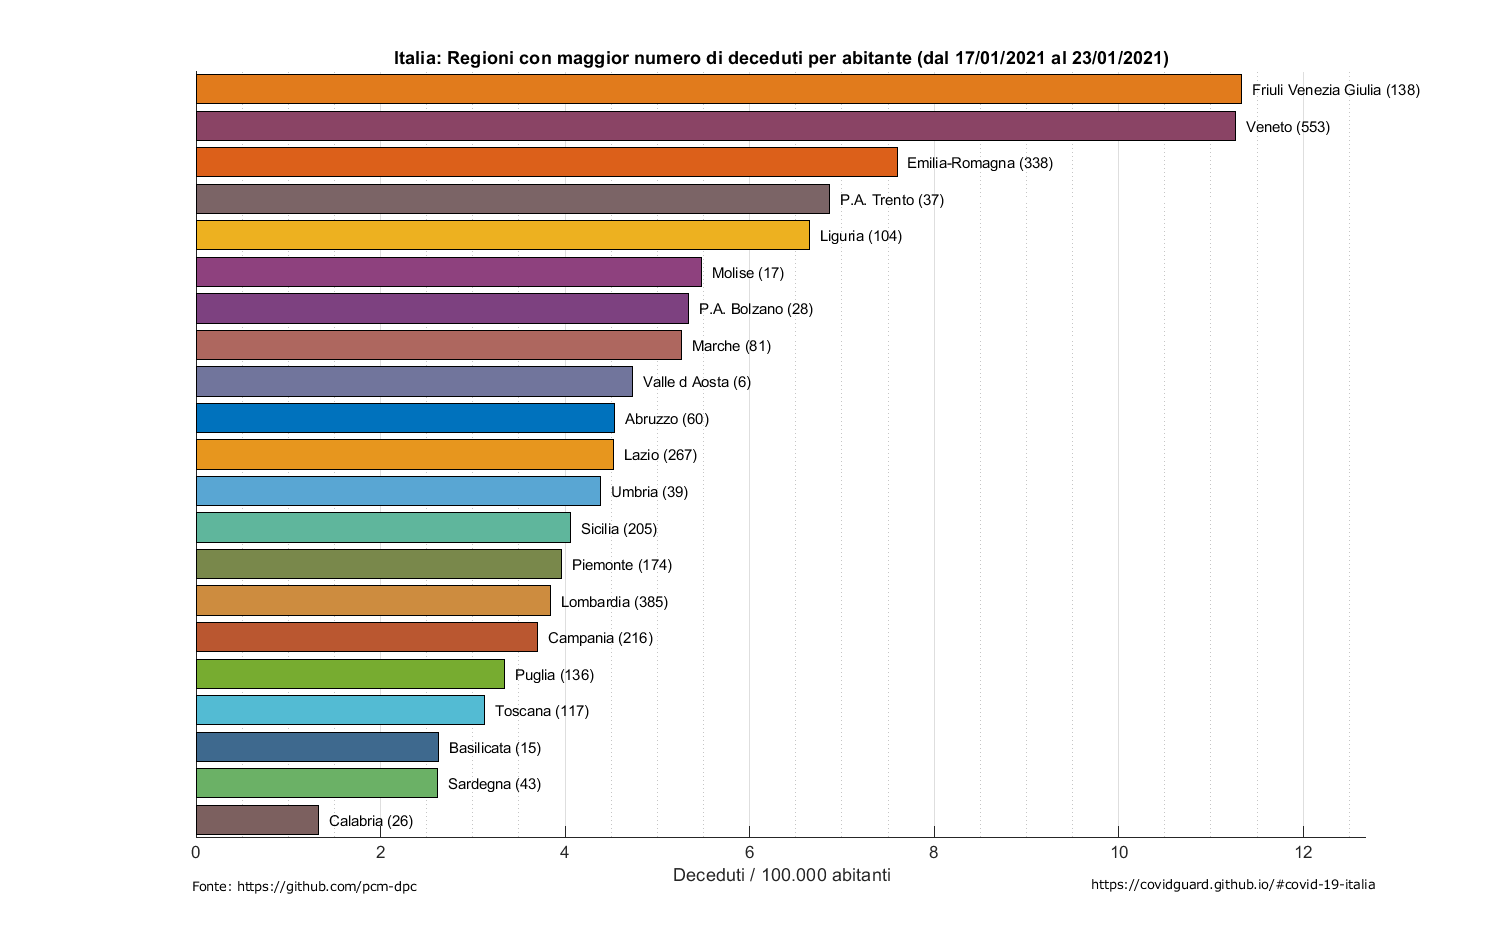 Italia: Regioni con maggior numero di deceduti per abitante (dal 17/01/2021 al 23/01/2021)
Friuli Venezia Giulia (138)
Veneto (553)
Emilia-Romagna (338)
P.A. Trento (37)
Liguria (104)
Molise (17)
P.A. Bolzano (28)
Marche (81)
Valle d Aosta (6)
Abruzzo (60)
Lazio (267)
Umbria (39)
Sicilia (205)
Piemonte (174)
Lombardia (385)
Campania (216)
Puglia (136)
Toscana (117)
Basilicata (15)
Sardegna (43)
Calabria (26)
0 2 4 6 8 10 12
Deceduti / 100.000 abitanti
Fonte: https://github.com/pcm-dpc
https://covidguard.github.io/#covid-19-italia